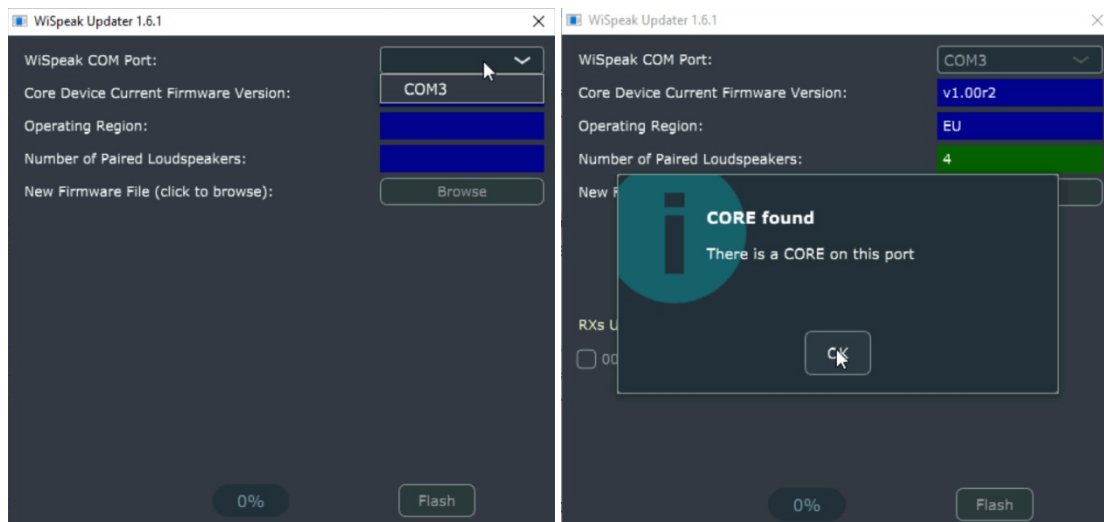 WiSpeak Updater 1.6.1
WiSpeak COM Port:
COM3
Core Device Current Firmware Version:
Operating Region:
Number of Paired Loudspeakers:
New Firmware File (click to browse):
Browse
0%
Flash
WiSpeak Updater 1.6.1
WiSpeak COM Port:
COM3
Core Device Current Firmware Version:
v1.00r2
Operating Region:
EU
Number of Paired Loudspeakers:
4
New
CORE found
There is a CORE on this port
RXs
OK
0%
Flash